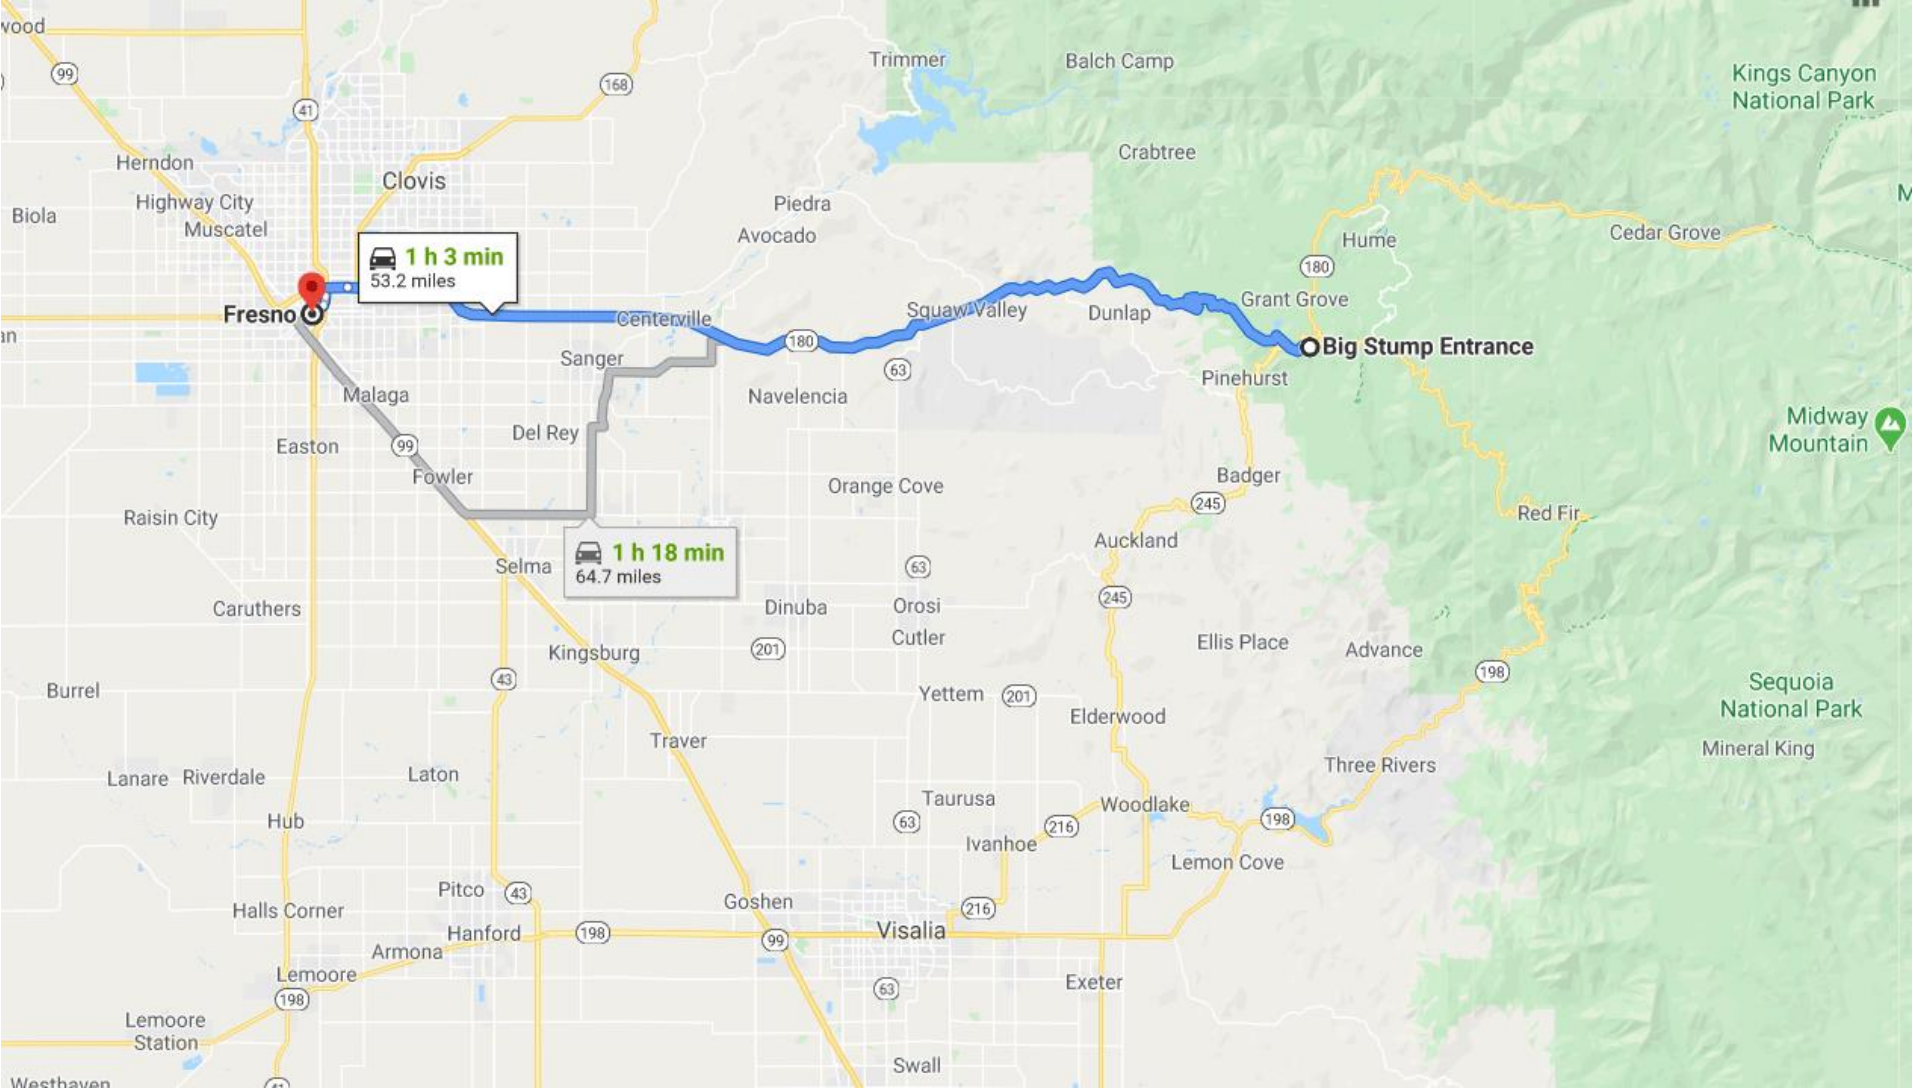 wood
99
41
168
Trimmer
Balch Camp
Kings Canyon
National Park
Herndon
Clovis
Crabtree
Highway City
Muscatel
Biola
Piedra
Avocado
Hume
Cedar Grove
180
1 h 3 min
53.2 miles
Fresno
Centerville
Squaw Valley
Dunlap
Grant Grove
an
180
Big Stump Entrance
Sanger
63
Pinehurst
Malaga
Navelencia
Midway
Mountain
Easton
99
Del Rey
Fowler
Orange Cove
Badger
245
Raisin City
Red Fir
Auckland
1 h 18 min
64.7 miles
Selma
63
245
Caruthers
Dinuba
Orosi
Cutler
Kingsburg
201
Ellis Place
Advance
198
43
Burrel
Yettem
201
Sequoia
National Park
Elderwood
Traver
Mineral King
Lanare
Riverdale
Laton
Three Rivers
Taurusa
Woodlake
Hub
63
216
198
Ivanhoe
Lemon Cove
Pitco
43
Halls Corner
Goshen
216
Hanford
198
99
Visalia
Armona
Lemoore
198
63
Exeter
Lemoore
Station
Swall
Westhaven
41